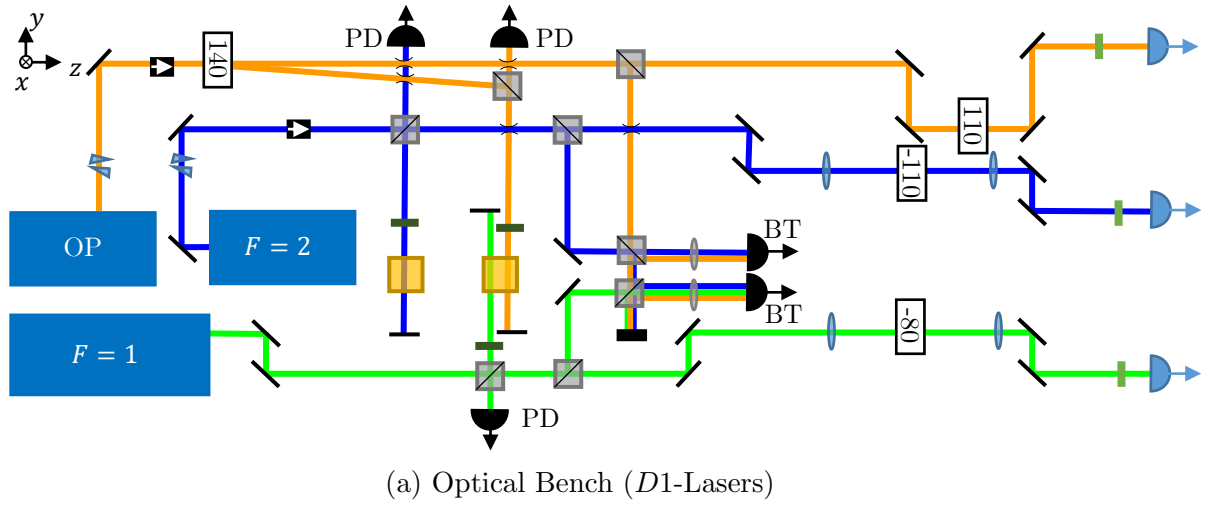 y
z
x
PD
PD
140
110
-110
OP
F = 2
BT
BT
F = 1
-80
PD
(a) Optical Bench (D1-Lasers)